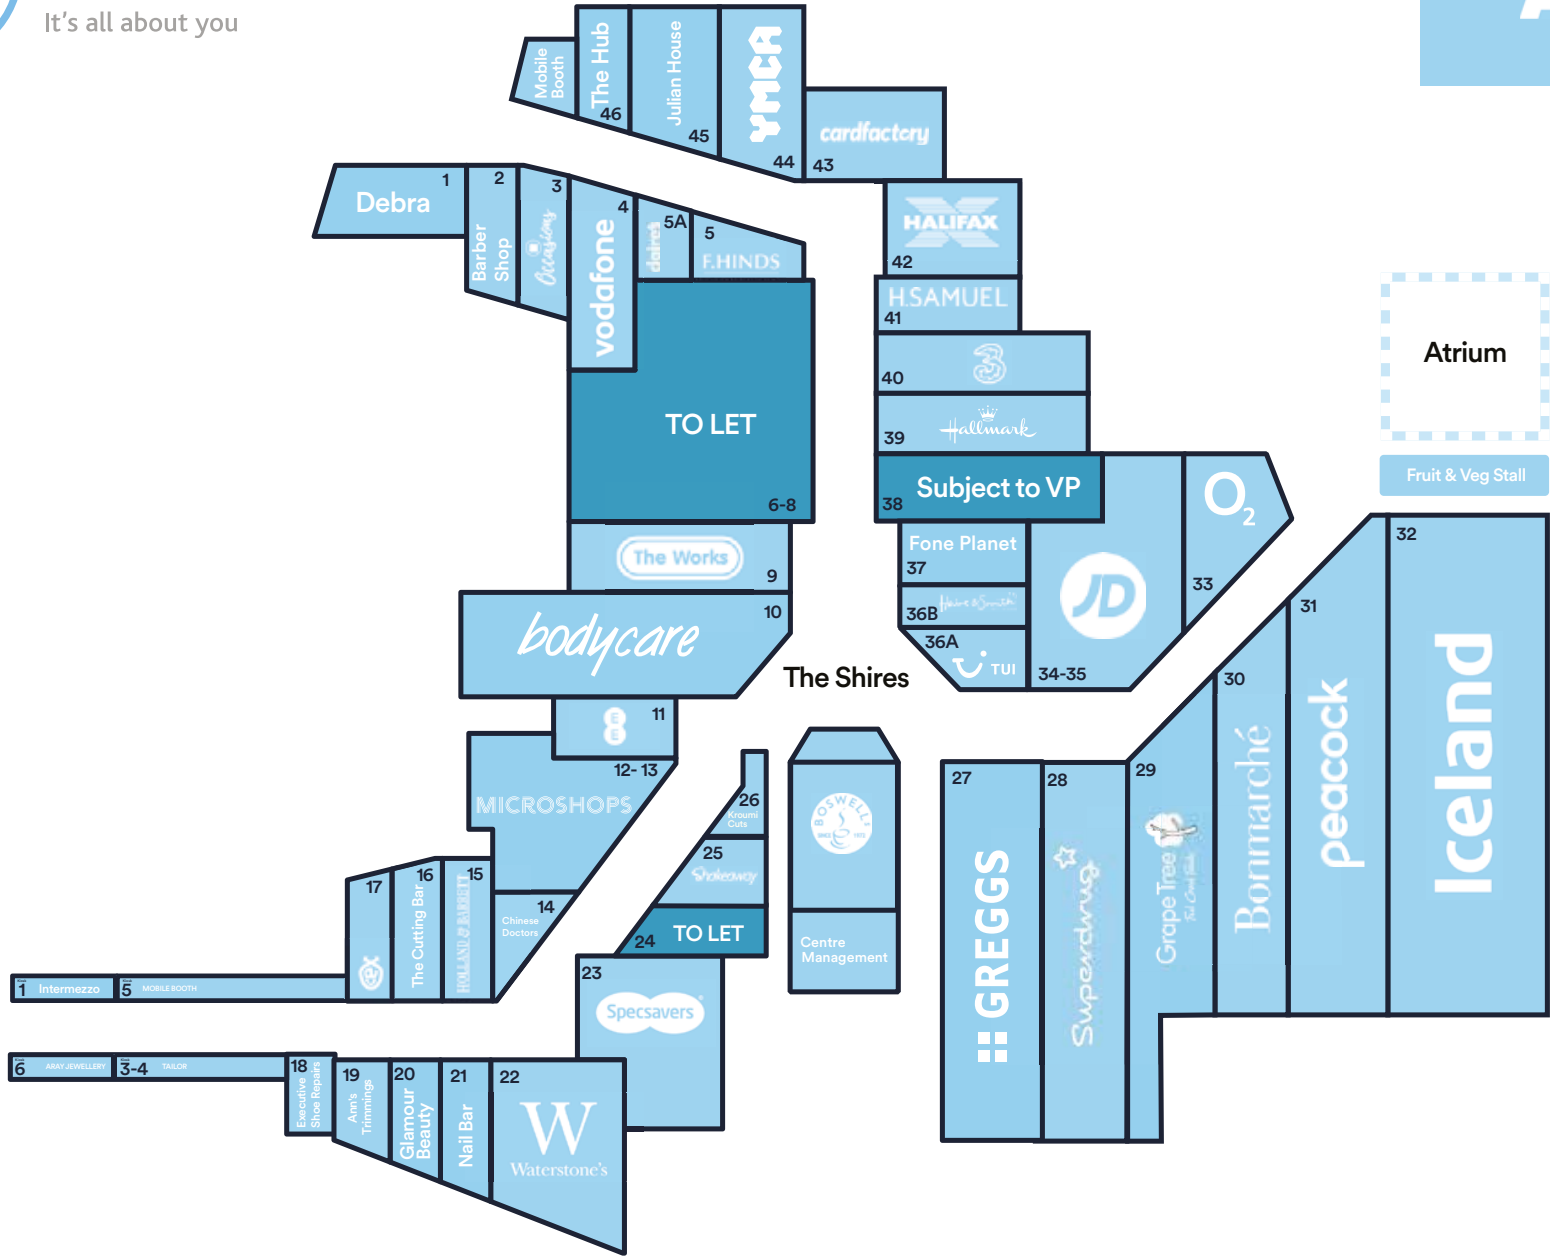 It's all about you
Mobile
Booth
The Hub
46
Julian House
45
YMCA
44
cardfactory
43
Debra
1
2
Barber
Shop
3
Occasions
4
vodafone
5A
claires
5
F.HINDS
HALIFAX
42
H.SAMUEL
41
3
40
Hallmark
39
Subject to VP
38
TO LET
6-8
The Works
9
bodycare
10
Fone Planet
37
Haine & Smith
36B
36A
TUI
JD
34-35
O2
33
Atrium
Fruit & Veg Stall
The Shires
32
Iceland
31
peacock
30
Bonmarché
29
Grape Tree
28
Superdrug
27
GREGGS
EE
11
12- 13
MICROSHOPS
26
Kroumi
Cuts
25
Shakeaway
24
TO LET
BOSWELLS
SINCE 1972
Centre
Management
17
cex
16
The Cutting Bar
15
HOLLAND & BARRETT
14
Chinese
Doctors
1
Intermezzo
5
MOBILE BOOTH
23
Specsavers
6
ARAY JEWELLERY
3-4
TAILOR
18
Executive
Shoe Repairs
19
Ann's
Trimmings
20
Glamour
Beauty
21
Nail Bar
22
W
Waterstone's